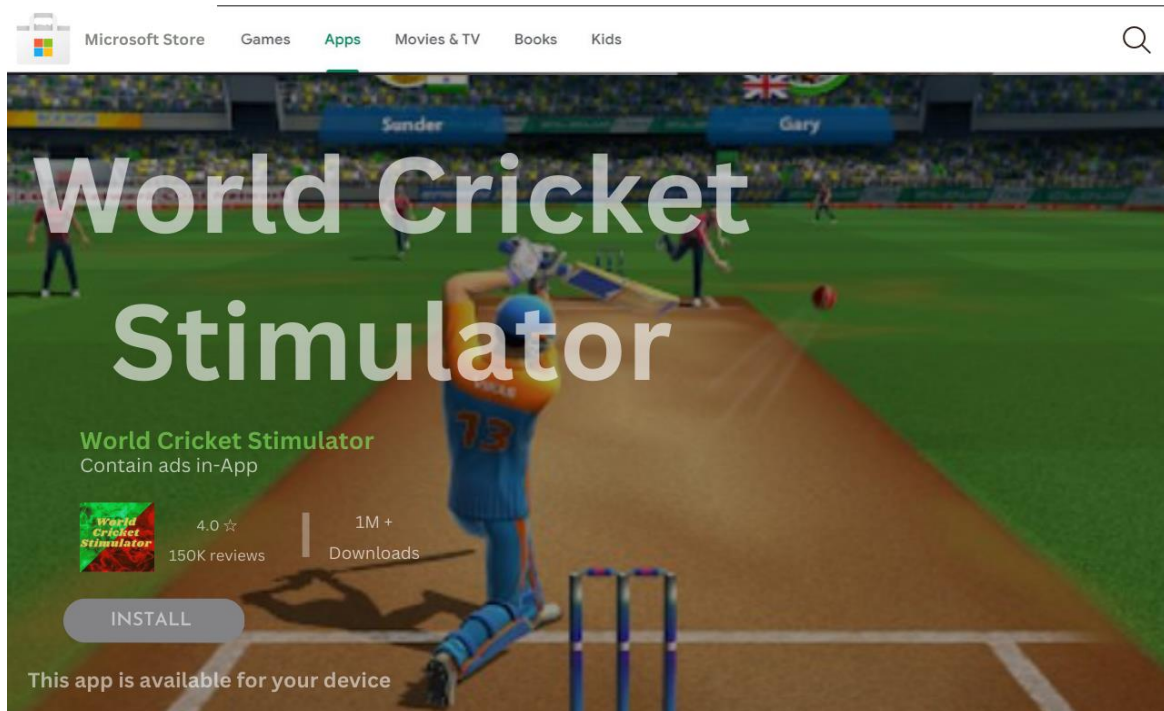 Microsoft Store Games Apps Movies & TV Books Kids
Sunder Gary
World Cricket
Stimulator
13
World Cricket Stimulator
Contain ads in-App
World
Cricket
Stimulator
4.0 ☆
150K reviews
1M +
Downloads
INSTALL
This app is available for your device